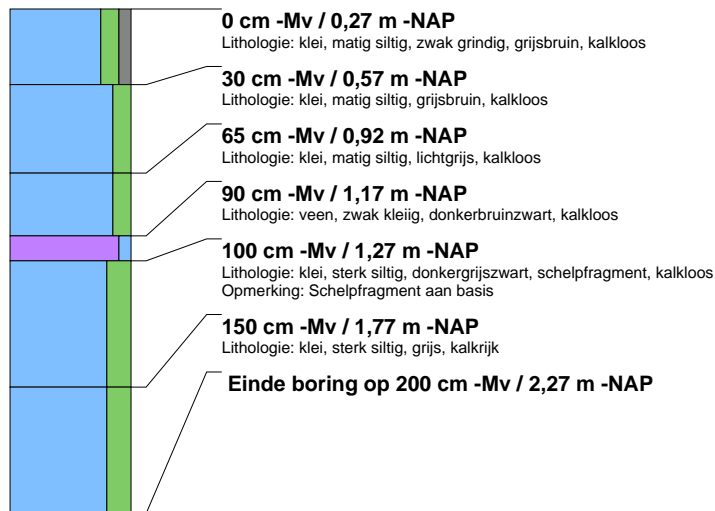 0 cm -Mv / 0,27 m -NAP
Lithologie: klei, matig siltig, zwak grindig, grijsbruin, kalkloos
30 cm -Mv / 0,57 m -NAP
Lithologie: klei, matig siltig, grijsbruin, kalkloos
65 cm -Mv / 0,92 m -NAP
Lithologie: klei, matig siltig, lichtgrijs, kalkloos
90 cm -Mv / 1,17 m -NAP
Lithologie: veen, zwak kleiig, donkerbruinzwart, kalkloos
100 cm -Mv / 1,27 m -NAP
Lithologie: klei, sterk siltig, donkergrijszwart, schelpfragment, kalkloos
Opmerking: Schelpfragment aan basis
150 cm -Mv / 1,77 m -NAP
Lithologie: klei, sterk siltig, grijs, kalkrijk
Einde boring op 200 cm -Mv / 2,27 m -NAP